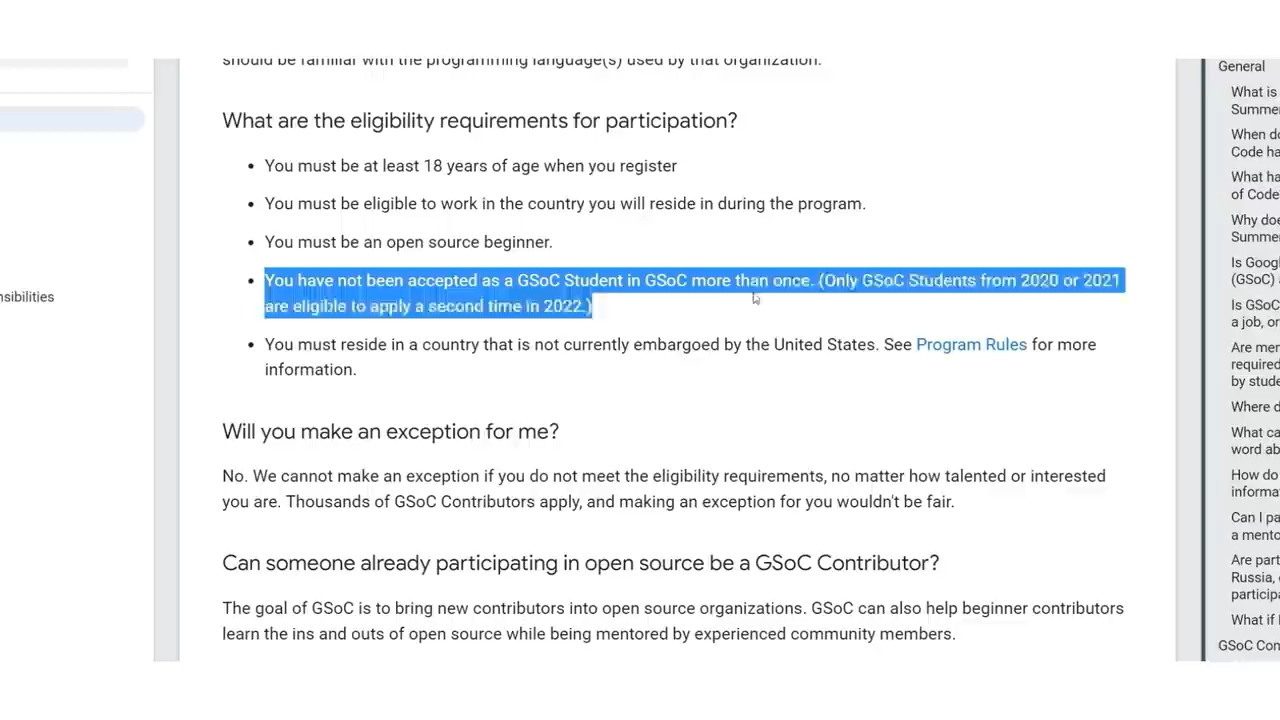 should be familiar with the programming language(s) used by that organization.
What are the eligibility requirements for participation?
• You must be at least 18 years of age when you register
• You must be eligible to work in the country you will reside in during the program.
• You must be an open source beginner.
• You have not been accepted as a GSoC Student in GSoC more than once. (Only GSoC Students from 2020 or 2021
are eligible to apply a second time in 2022.)
• You must reside in a country that is not currently embargoed by the United States. See Program Rules for more
information.
Will you make an exception for me?
No. We cannot make an exception if you do not meet the eligibility requirements, no matter how talented or interested
you are. Thousands of GSoC Contributors apply, and making an exception for you wouldn't be fair.
Can someone already participating in open source be a GSoC Contributor?
The goal of GSoC is to bring new contributors into open source organizations. GSoC can also help beginner contributors
learn the ins and outs of open source while being mentored by experienced community members.
nsibilities
General
What is
Summer
When do
Code ha
What ha
of Code
Why doe
Summer
Is Goog
(GSoC)
Is GSoC
a job, or
Are mer
required
by stude
Where d
What ca
word ab
How do
informa
Can I pa
a mento
Are part
Russia,
particip
What if
GSoC Con